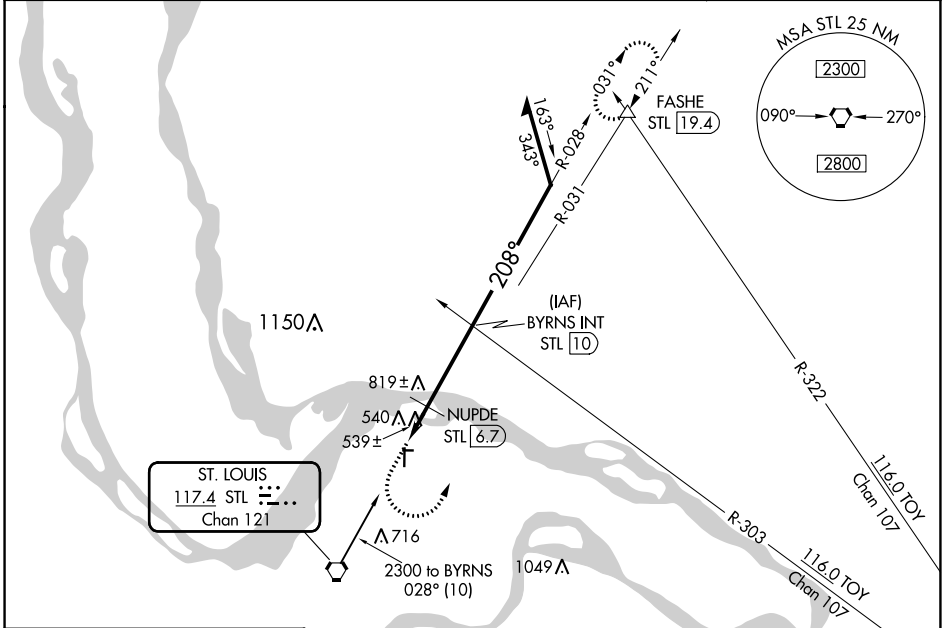 MSA STL 25 NM
2300
090°
270°
2800
031°
211°
FASHE
STL 19.4
163°
343°
R-028
R-031
208°
(IAF)
BYRNS INT
STL 10
1150
R-322
819±
540
NUPDE
STL 6.7
539±
ST. LOUIS
117.4 STL
Chan 121
116.0 TOY
Chan 107
R-303
716
2300 to BYRNS
028° (10)
1049
116.0 TOY
Chan 107